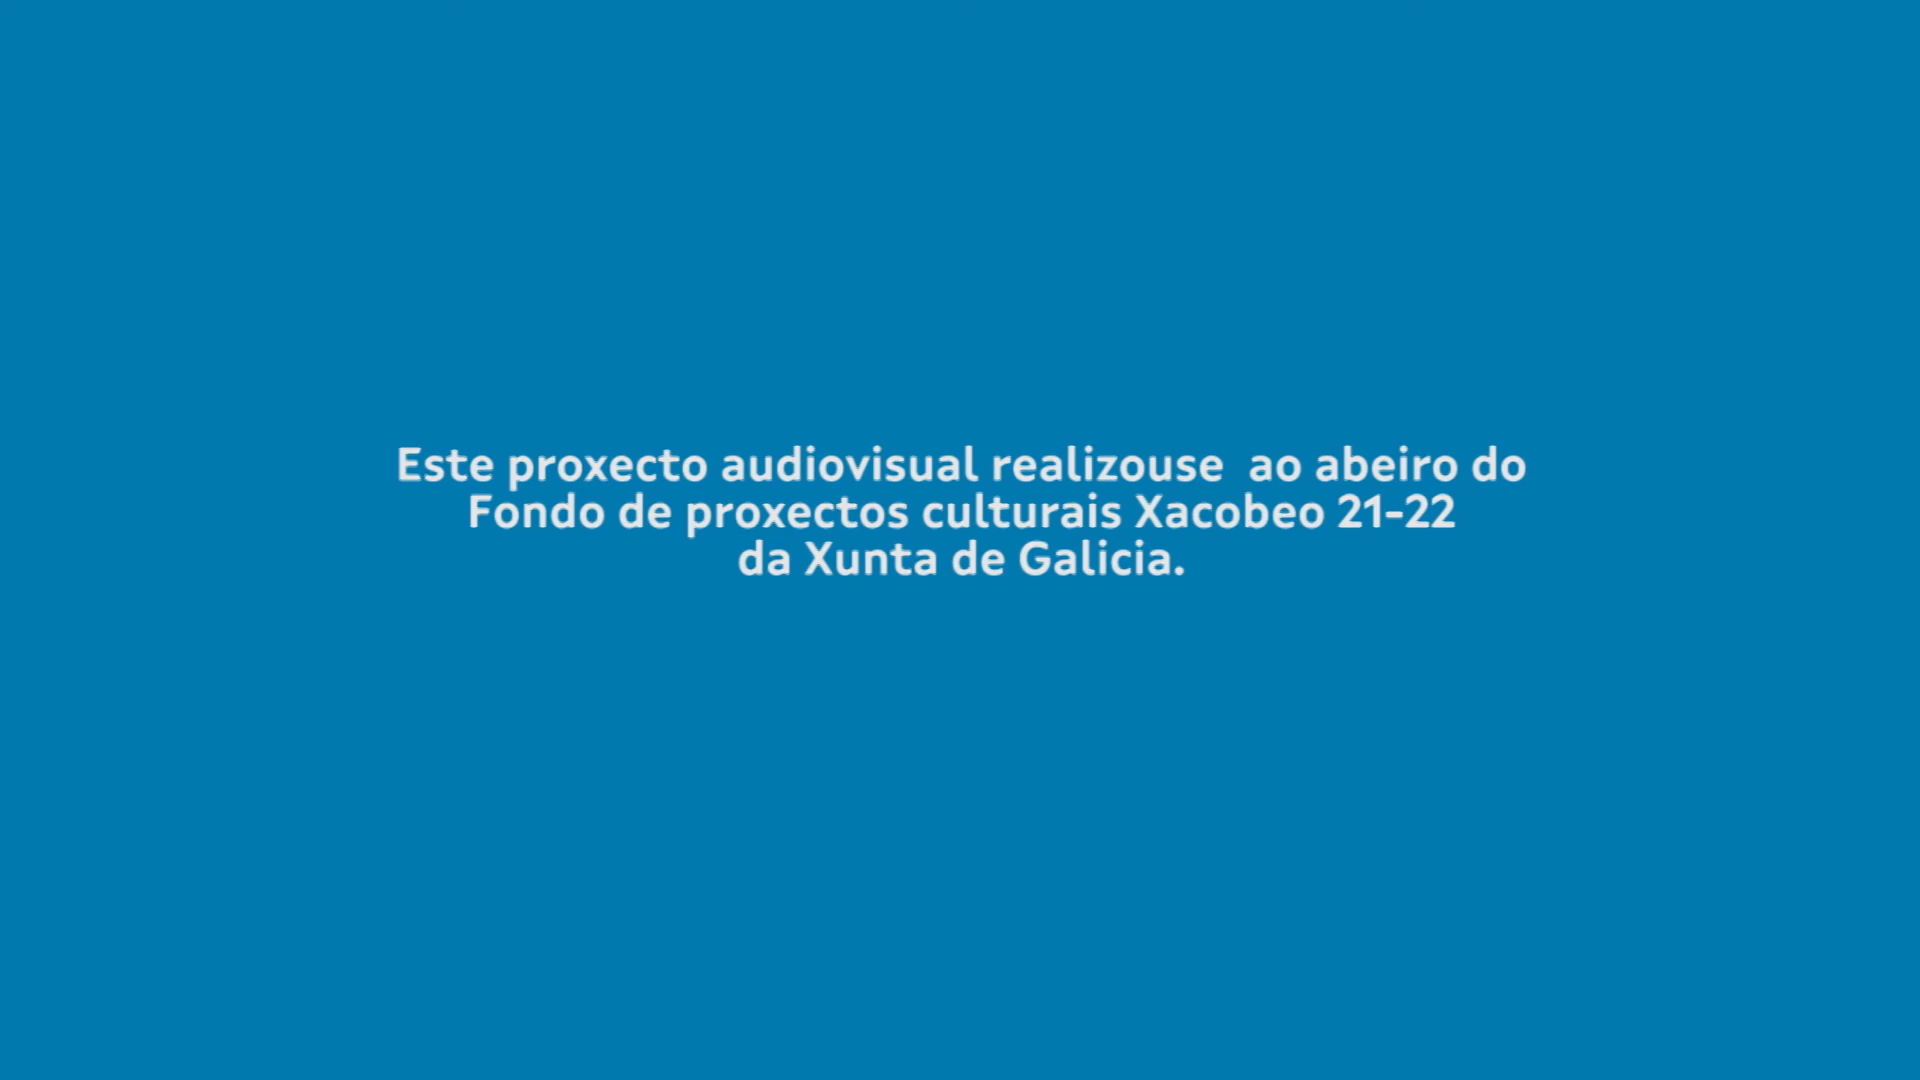 Este proxecto audiovisual realizouse  ao abeiro do
Fondo de proxectos culturais Xacobeo 21-22
da Xunta de Galicia.